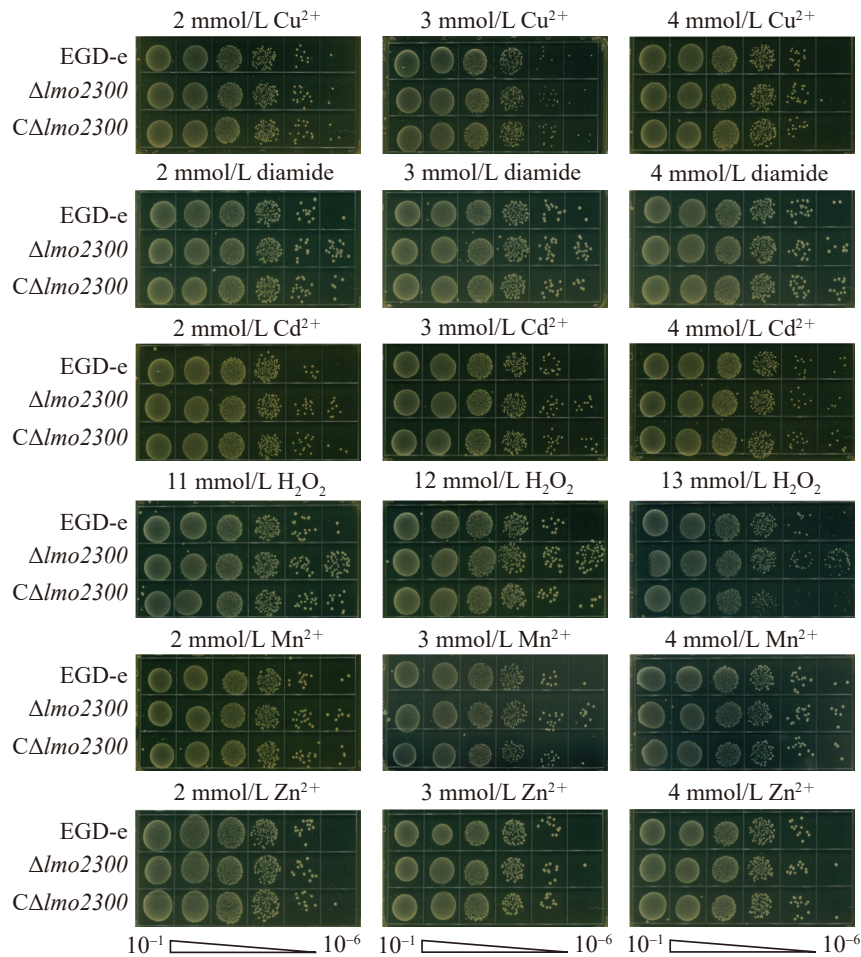 2 mmol/L Cu²⁺ 3 mmol/L Cu²⁺ 4 mmol/L Cu²⁺
EGD-e
Δlmo2300
CΔlmo2300
2 mmol/L diamide 3 mmol/L diamide 4 mmol/L diamide
EGD-e
Δlmo2300
CΔlmo2300
2 mmol/L Cd²⁺ 3 mmol/L Cd²⁺ 4 mmol/L Cd²⁺
EGD-e
Δlmo2300
CΔlmo2300
11 mmol/L H₂O₂ 12 mmol/L H₂O₂ 13 mmol/L H₂O₂
EGD-e
Δlmo2300
CΔlmo2300
2 mmol/L Mn²⁺ 3 mmol/L Mn²⁺ 4 mmol/L Mn²⁺
EGD-e
Δlmo2300
CΔlmo2300
2 mmol/L Zn²⁺ 3 mmol/L Zn²⁺ 4 mmol/L Zn²⁺
EGD-e
Δlmo2300
CΔlmo2300
10⁻¹ 10⁻⁶ 10⁻¹ 10⁻⁶ 10⁻¹ 10⁻⁶